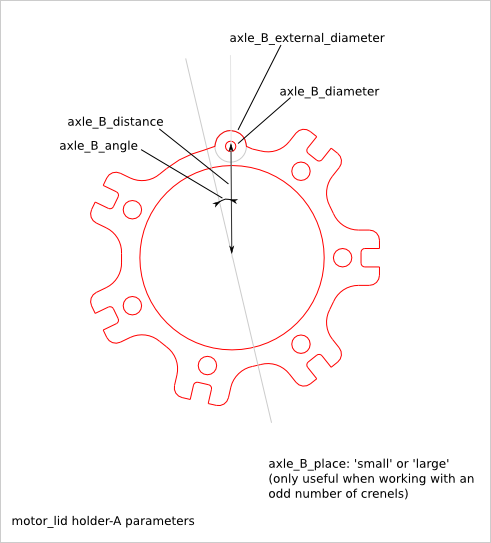 axle_B_external_diameter
axle_B_diameter
axle_B_distance
axle_B_angle
axle_B_place: 'small' or 'large'
(only useful when working with an
odd number of crenels)
motor_lid holder-A parameters